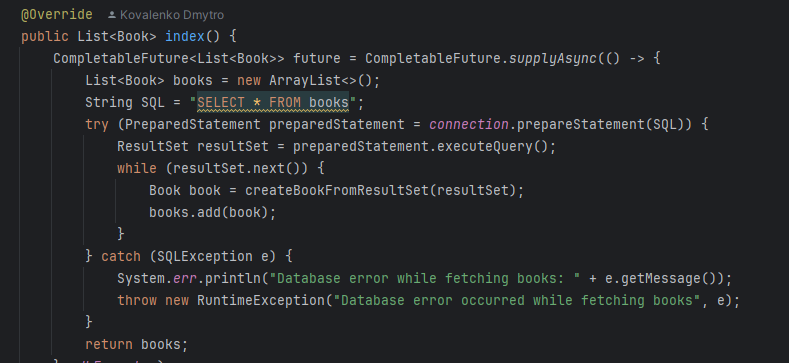 @Override Kovalenko Dmytro
public List<Book> index() {
CompletableFuture<List<Book>> future = CompletableFuture.supplyAsync(() -> {
List<Book> books = new ArrayList<>();
String SQL = "SELECT * FROM books";
try (PreparedStatement preparedStatement = connection.prepareStatement(SQL)) {
ResultSet resultSet = preparedStatement.executeQuery();
while (resultSet.next()) {
Book book = createBookFromResultSet(resultSet);
books.add(book);
}
} catch (SQLException e) {
System.err.println("Database error while fetching books: " + e.getMessage());
throw new RuntimeException("Database error occurred while fetching books", e);
}
return books;